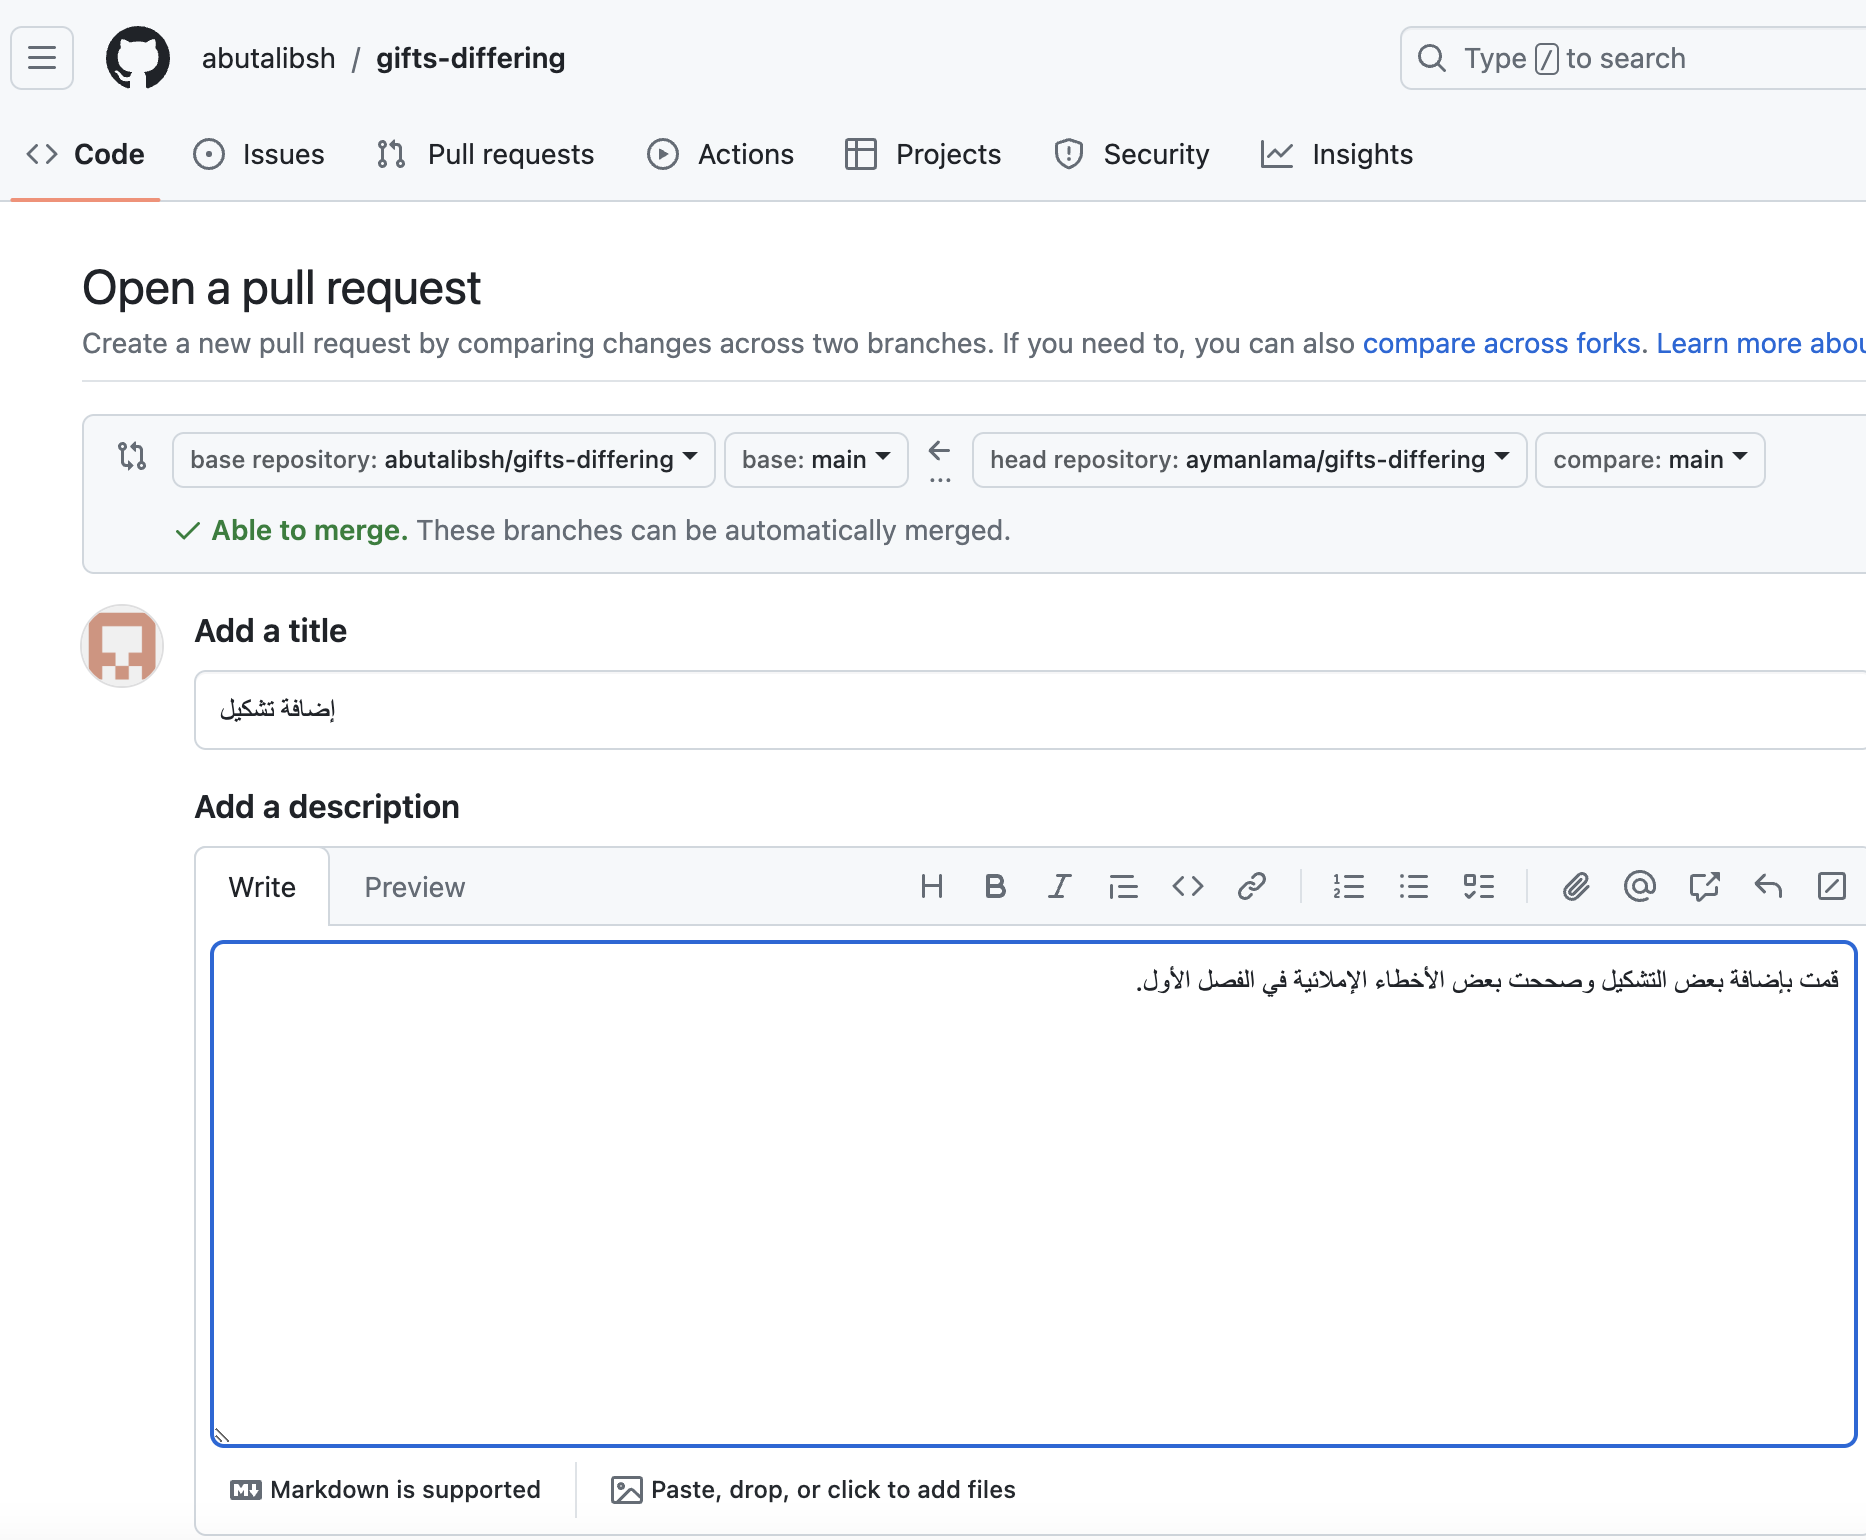 abutalibsh / gifts-differing
Type / to search
Code Issues Pull requests Actions Projects Security Insights
Open a pull request
Create a new pull request by comparing changes across two branches. If you need to, you can also compare across forks. Learn more abou
base repository: abutalibsh/gifts-differing base: main ← ... head repository: aymanlama/gifts-differing compare: main
Able to merge. These branches can be automatically merged.
Add a title
إضافة تشكيل
Add a description
Write Preview
قمت بإضافة بعض التشكيل وصححت بعض الأخطاء الإملائية في الفصل الأول.
Markdown is supported Paste, drop, or click to add files